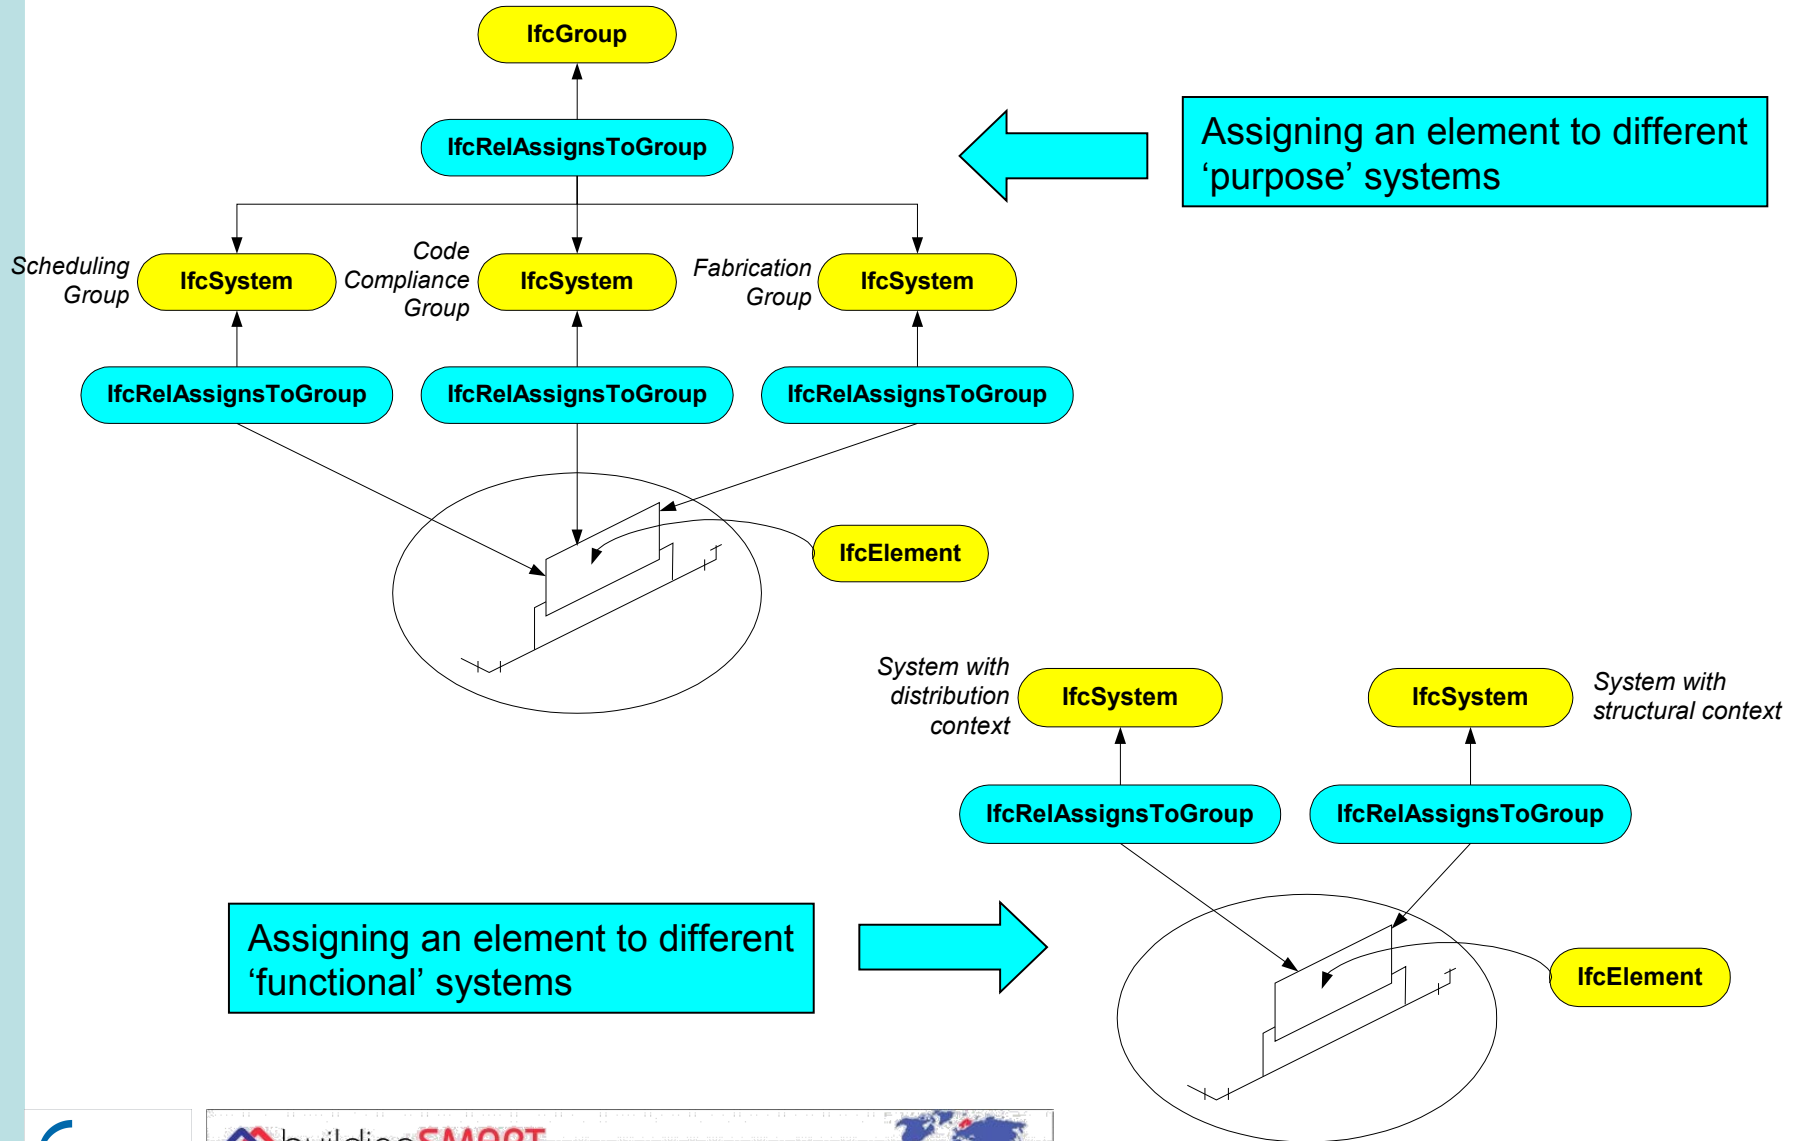 IfcGroup
IfcRelAssignsToGroup
Assigning an element to different
‘purpose’ systems
Scheduling
Group
IfcSystem
Code
Compliance
Group
IfcSystem
Fabrication
Group
IfcSystem
IfcRelAssignsToGroup
IfcRelAssignsToGroup
IfcRelAssignsToGroup
IfcElement
System with
distribution
context
IfcSystem
IfcSystem
System with
structural context
IfcRelAssignsToGroup
IfcRelAssignsToGroup
Assigning an element to different
‘functional’ systems
IfcElement
buildingSMART